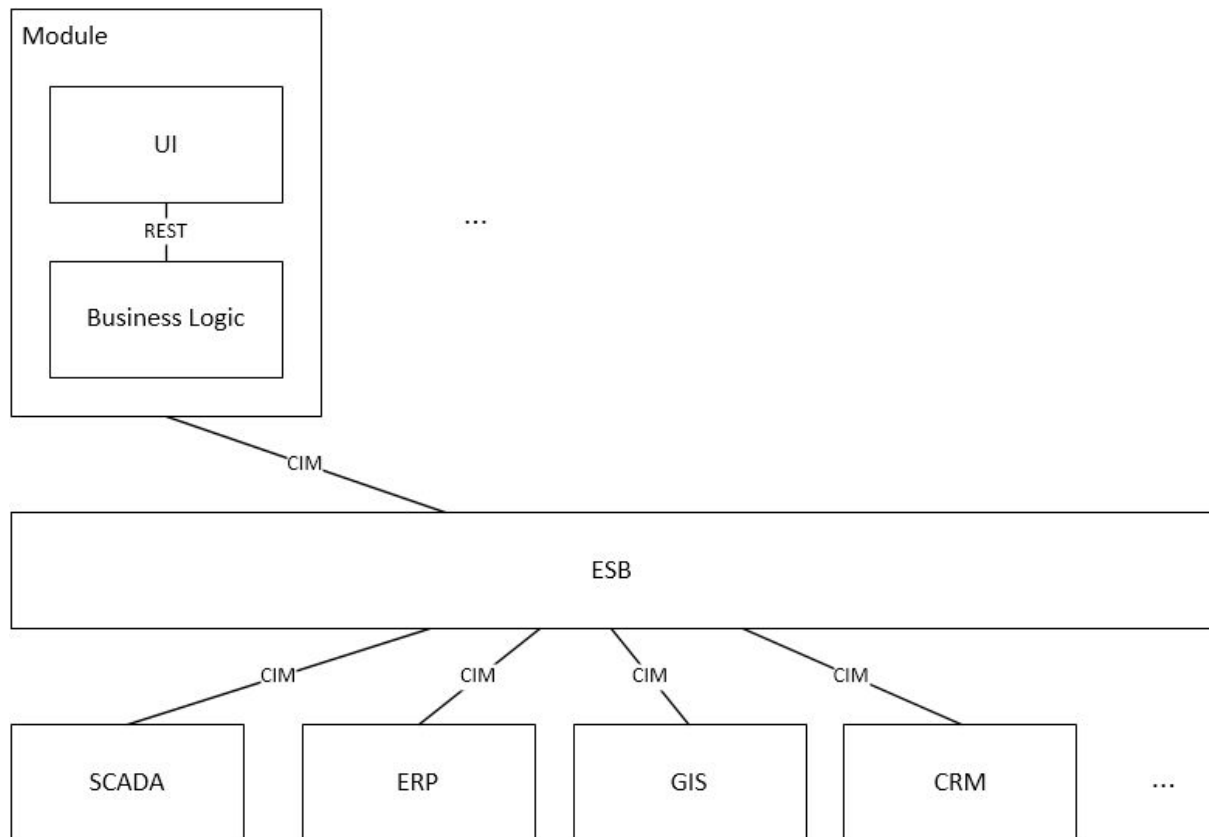 Module
UI
REST
...
Business Logic
CIM
ESB
CIM
CIM
CIM
CIM
SCADA
ERP
GIS
CRM
...